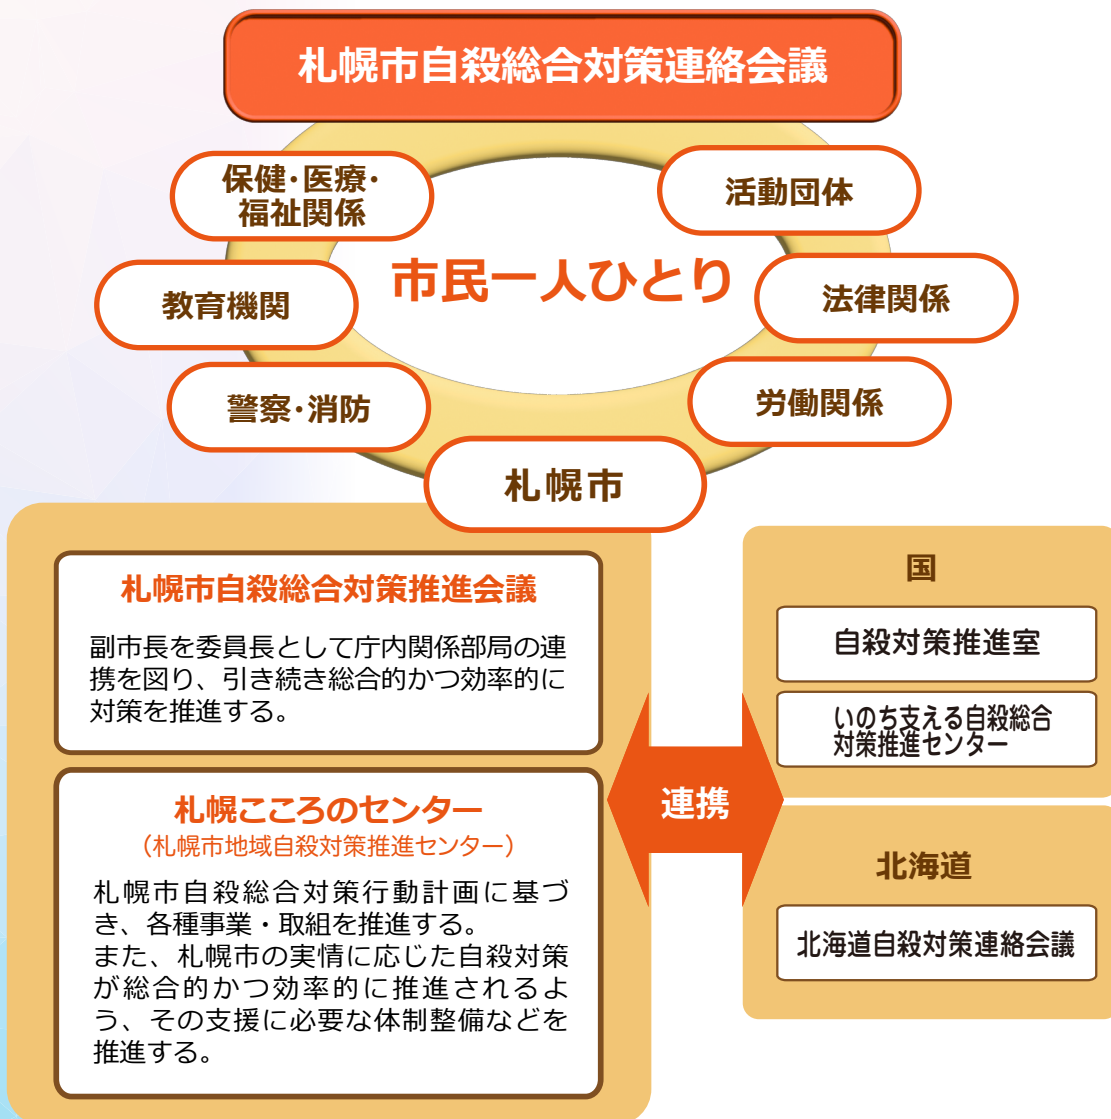 札幌市自殺総合対策連絡会議
保健・医療・
福祉関係
活動団体
市民一人ひとり
教育機関
法律関係
警察・消防
労働関係
札幌市
札幌市自殺総合対策推進会議
副市長を委員長として庁内関係部局の連
携を図り、引き続き総合的かつ効率的に
対策を推進する。
札幌こころのセンター
（札幌市地域自殺対策推進センター）
札幌市自殺総合対策行動計画に基づ
き、各種事業・取組を推進する。
また、札幌市の実情に応じた自殺対策
が総合的かつ効率的に推進されるよ
う、その支援に必要な体制整備などを
推進する。
連携
国
自殺対策推進室
いのち支える自殺総合
対策推進センター
北海道
北海道自殺対策連絡会議